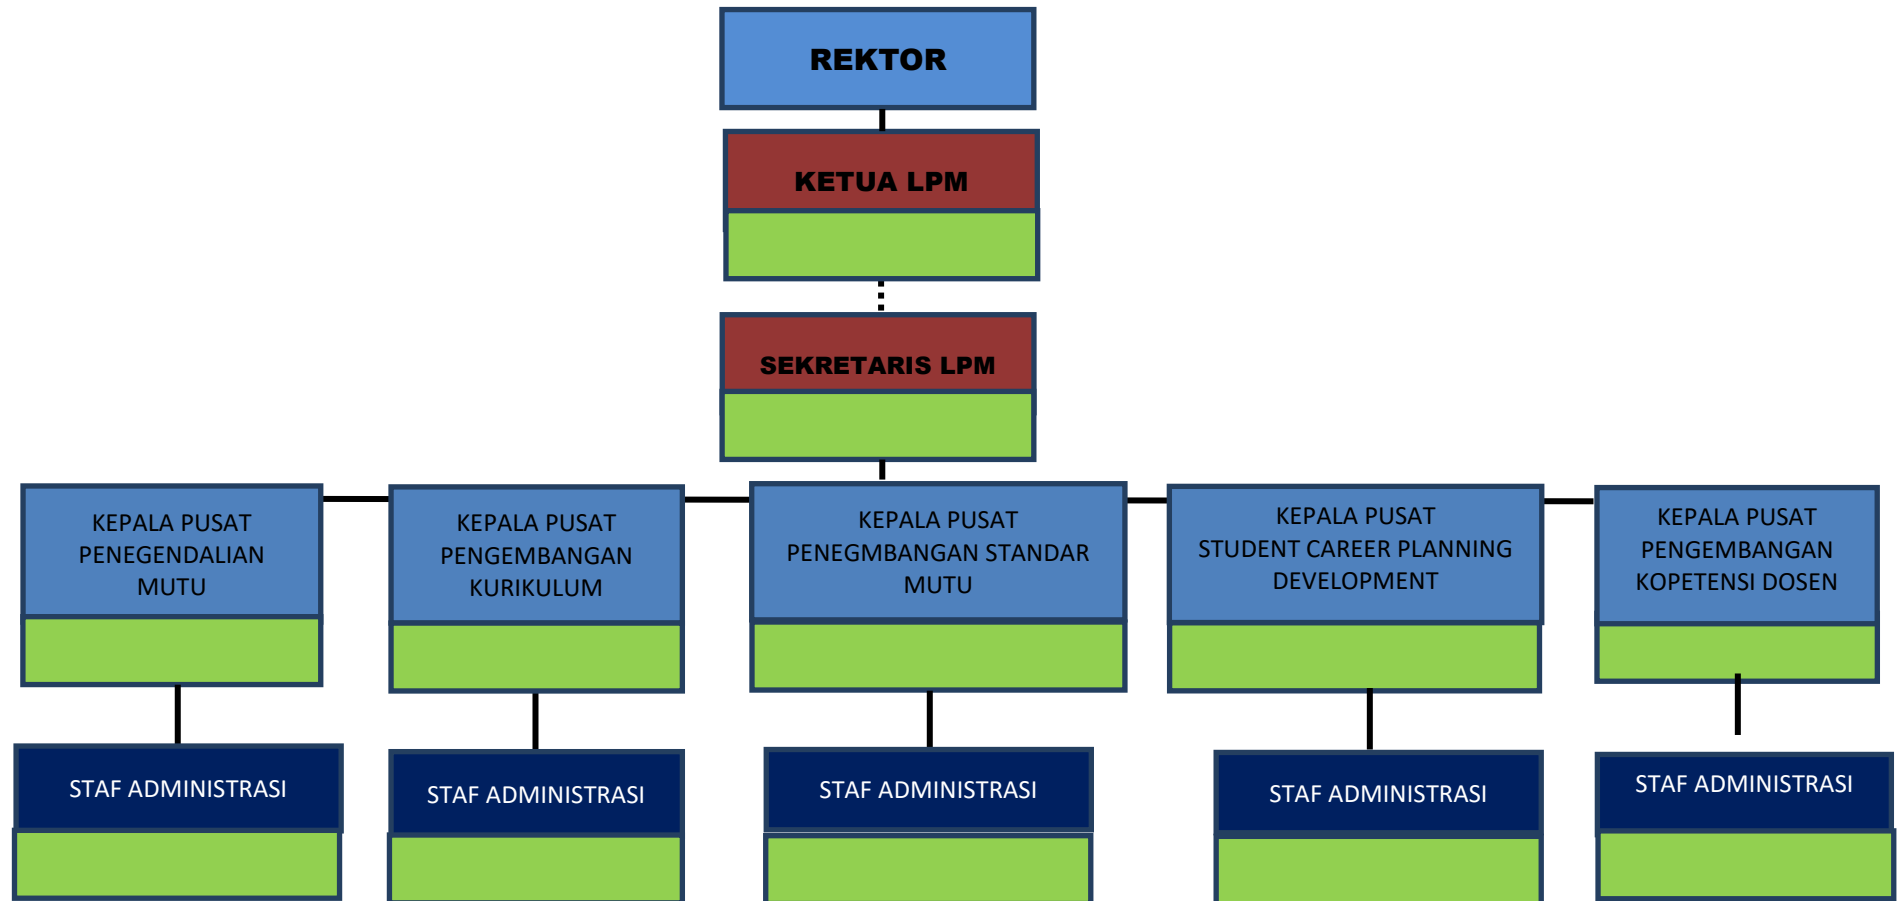 REKTOR
KETUA LPM
SEKRETARIS LPM
KEPALA PUSAT
PENEGENDALIAN
MUTU
KEPALA PUSAT
PENGEMBANGAN
KURIKULUM
KEPALA PUSAT
PENEGMBANGAN STANDAR
MUTU
KEPALA PUSAT
STUDENT CAREER PLANNING
DEVELOPMENT
KEPALA PUSAT
PENGEMBANGAN
KOPETENSI DOSEN
STAF ADMINISTRASI
STAF ADMINISTRASI
STAF ADMINISTRASI
STAF ADMINISTRASI
STAF ADMINISTRASI